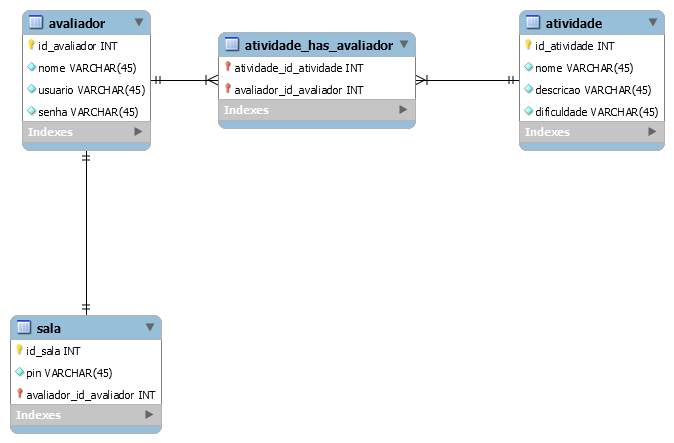 avaliador
id_avaliador INT
nome VARCHAR(45)
usuario VARCHAR(45)
senha VARCHAR(45)
Indexes
atividade_has_avaliador
atividade_id_atividade INT
avaliador_id_avaliador INT
Indexes
atividade
id_atividade INT
nome VARCHAR(45)
descricao VARCHAR(45)
dificuldade VARCHAR(45)
Indexes
sala
id_sala INT
pin VARCHAR(45)
avaliador_id_avaliador INT
Indexes